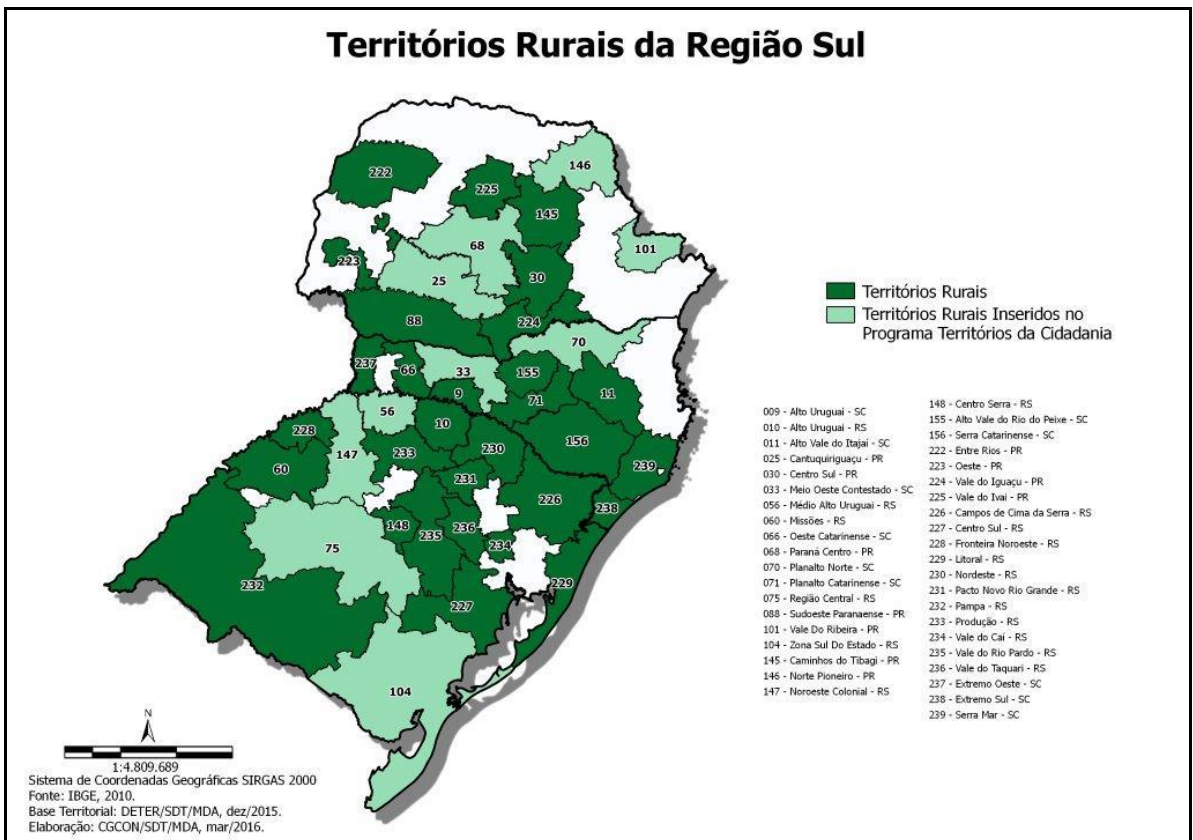 Territórios Rurais da Região Sul
146
222
225
145
68
101
223
25
30
88
224
70
237
66
33
155
9
71
11
56
228
10
156
147
233
230
60
239
231
226
238
148
236
235
234
75
232
229
227
104
Territórios Rurais
Territórios Rurais Inseridos no
Programa Territórios da Cidadania
009 - Alto Uruguai - SC
010 - Alto Uruguai - RS
011 - Alto Vale do Itajaí - SC
025 - Cantuquiriguaçu - PR
030 - Centro Sul - PR
033 - Meio Oeste Contestado - SC
056 - Médio Alto Uruguai - RS
060 - Missões - RS
066 - Oeste Catarinense - SC
068 - Paraná Centro - PR
070 - Planalto Norte - SC
071 - Planalto Catarinense - SC
075 - Região Central - RS
088 - Sudoeste Paranaense - PR
101 - Vale Do Ribeira - PR
104 - Zona Sul Do Estado - RS
145 - Caminhos do Tibagi - PR
146 - Norte Pioneiro - PR
147 - Noroeste Colonial - RS
148 - Centro Serra - RS
155 - Alto Vale do Rio do Peixe - SC
156 - Serra Catarinense - SC
222 - Entre Rios - PR
223 - Oeste - PR
224 - Vale do Iguaçu - PR
225 - Vale do Ivai - PR
226 - Campos de Cima da Serra - RS
227 - Centro Sul - RS
228 - Fronteira Noroeste - RS
229 - Litoral - RS
230 - Nordeste - RS
231 - Pacto Novo Rio Grande - RS
232 - Pampa - RS
233 - Produção - RS
234 - Vale do Caí - RS
235 - Vale do Rio Pardo - RS
236 - Vale do Taquari - RS
237 - Extremo Oeste - SC
238 - Extremo Sul - SC
239 - Serra Mar - SC
N
1:4.809.689
Sistema de Coordenadas Geográficas SIRGAS 2000
Fonte: IBGE, 2010.
Base Territorial: DETER/SDT/MDA, dez/2015.
Elaboração: CGCON/SDT/MDA, mar/2016.